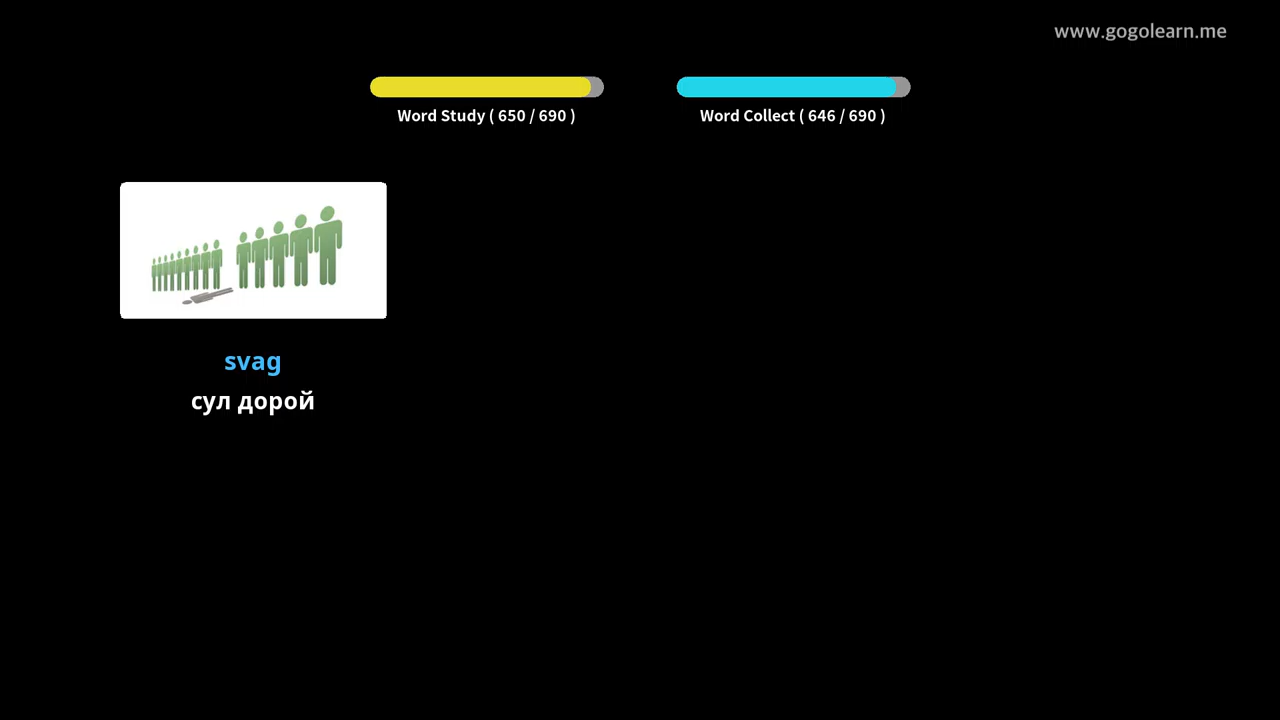 www.gogolearn.me
Word Study ( 650 / 690 )
Word Collect ( 646 / 690 )
svag
сул дорой